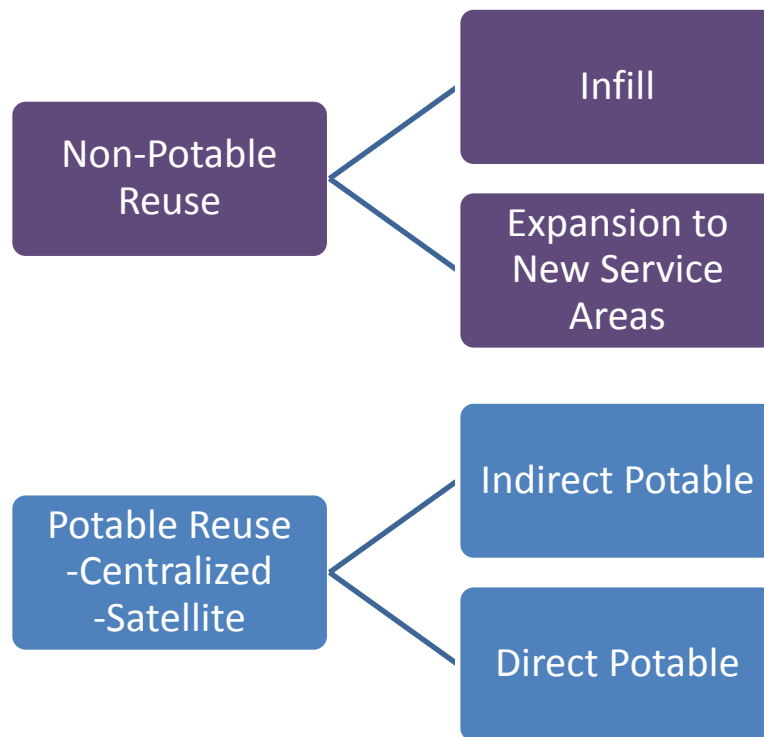 Non-Potable
Reuse
Infill
Expansion to
New Service
Areas
Potable Reuse
-Centralized
-Satellite
Indirect Potable
Direct Potable